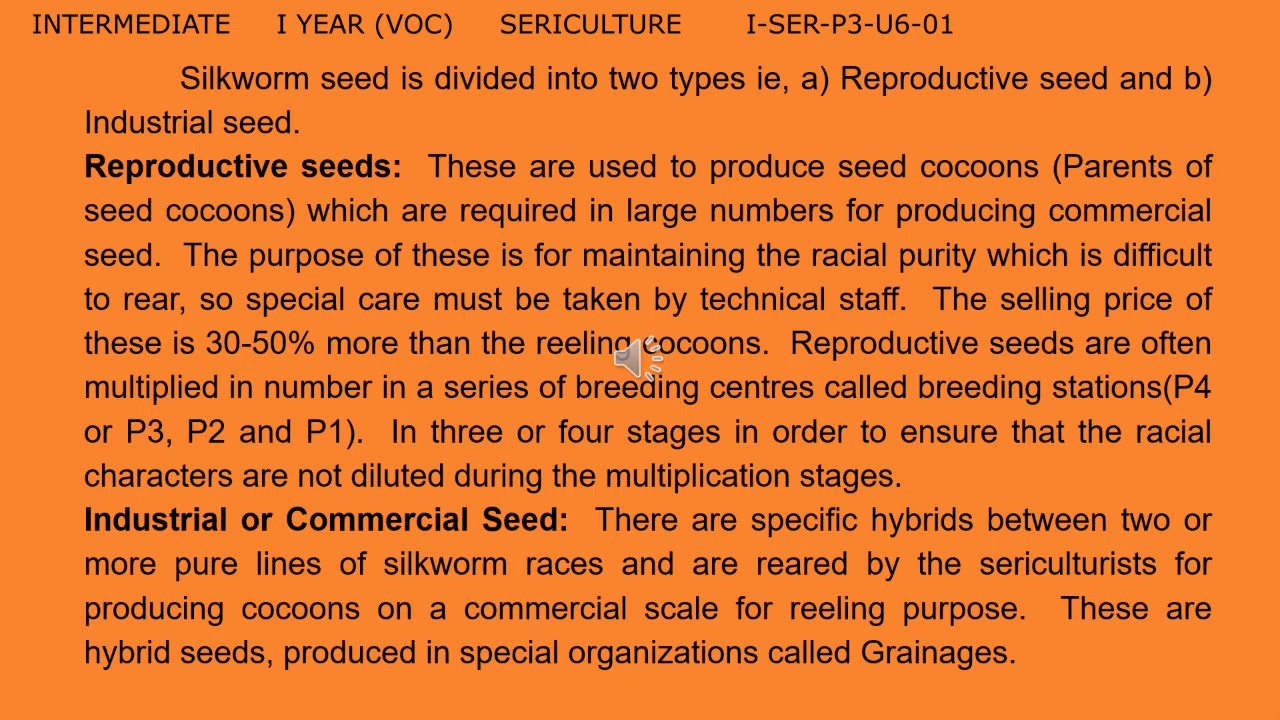 INTERMEDIATE I YEAR (VOC) SERICULTURE I-SER-P3-U6-01
Silkworm seed is divided into two types ie, a) Reproductive seed and b)
Industrial seed.
Reproductive seeds: These are used to produce seed cocoons (Parents of
seed cocoons) which are required in large numbers for producing commercial
seed. The purpose of these is for maintaining the racial purity which is difficult
to rear, so special care must be taken by technical staff. The selling price of
these is 30-50% more than the reeling cocoons. Reproductive seeds are often
multiplied in number in a series of breeding centres called breeding stations(P4
or P3, P2 and P1). In three or four stages in order to ensure that the racial
characters are not diluted during the multiplication stages.
Industrial or Commercial Seed: There are specific hybrids between two or
more pure lines of silkworm races and are reared by the sericulturists for
producing cocoons on a commercial scale for reeling purpose. These are
hybrid seeds, produced in special organizations called Grainages.